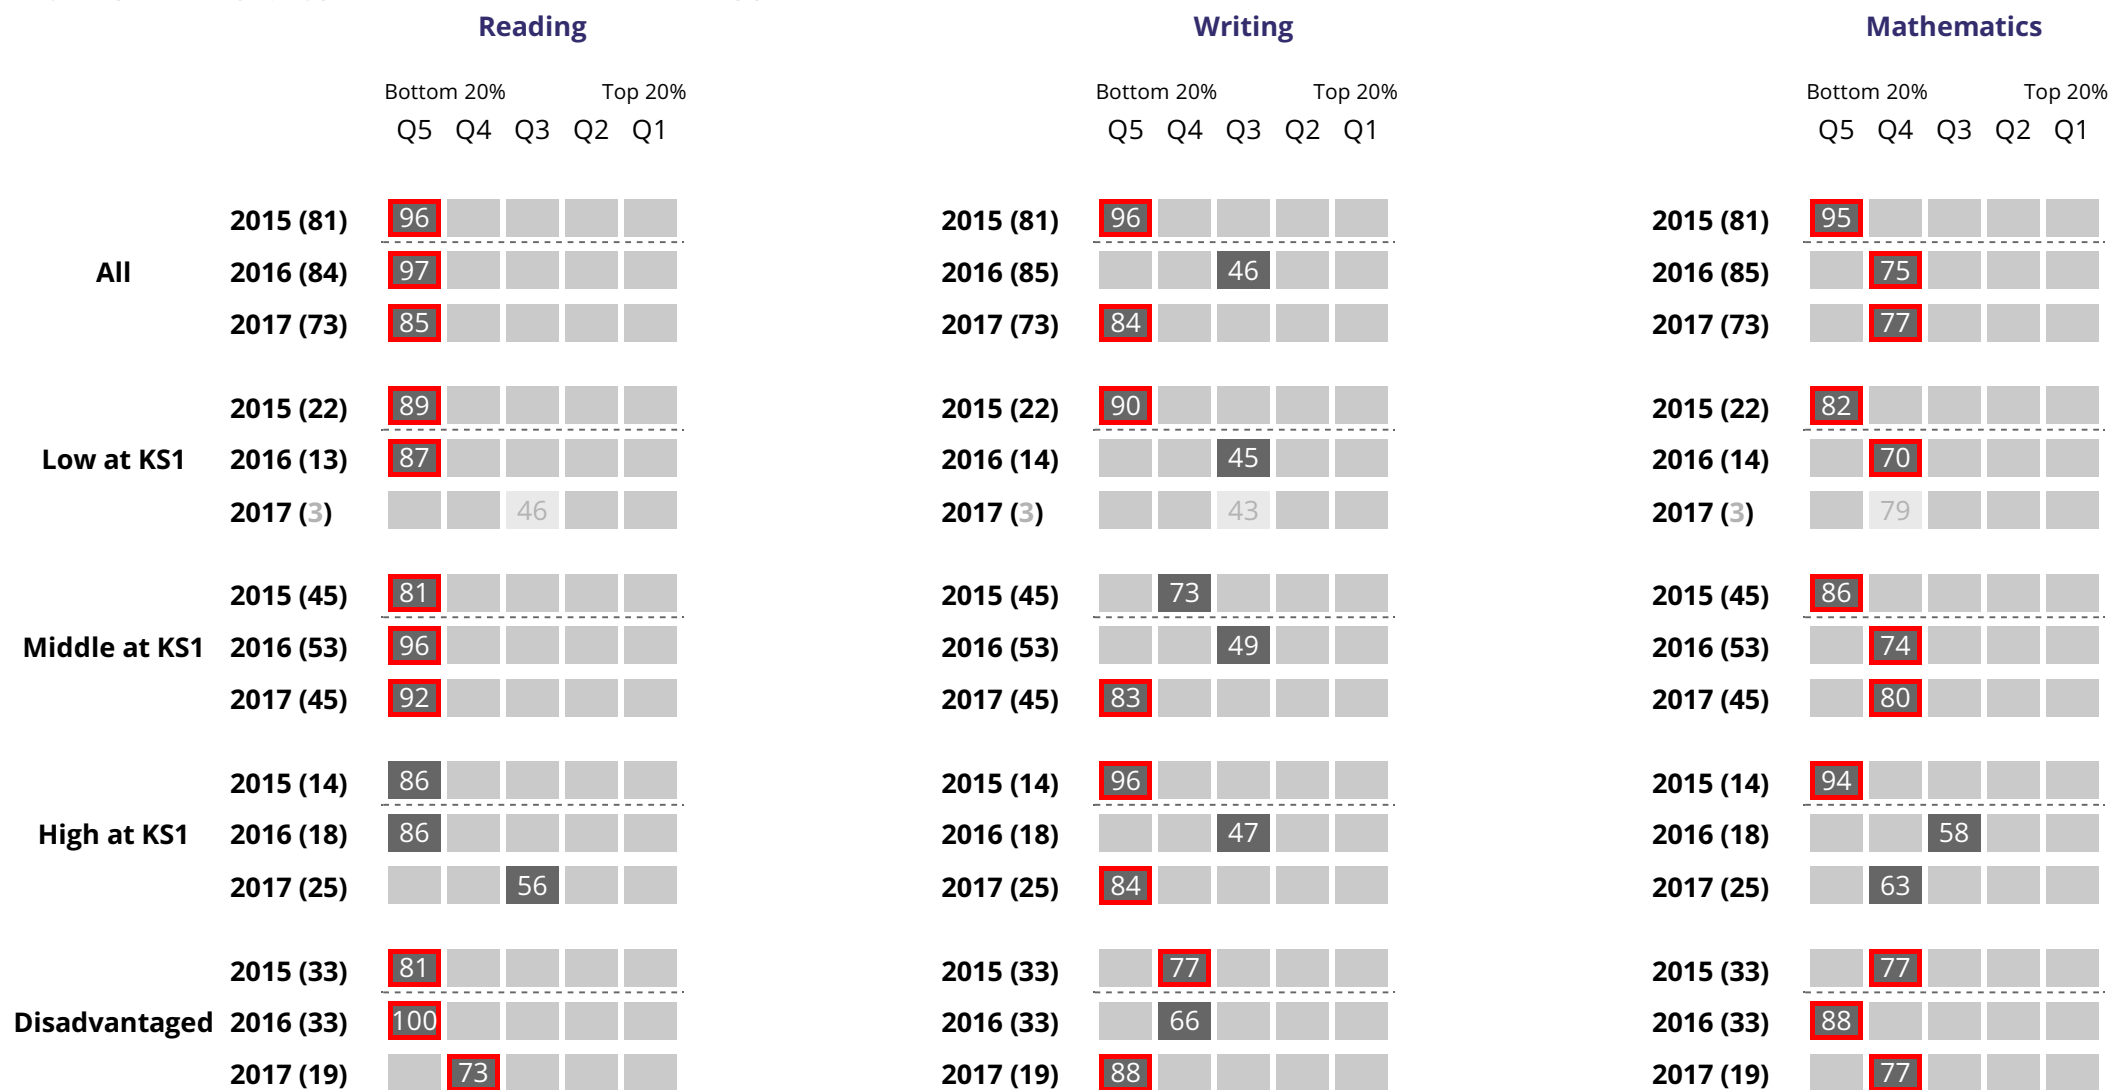 Reading Writing Mathematics
Bottom 20% Top 20% Bottom 20% Top 20% Bottom 20% Top 20%
Q5 Q4 Q3 Q2 Q1 Q5 Q4 Q3 Q2 Q1 Q5 Q4 Q3 Q2 Q1
2015 (81) 96 2015 (81) 96 2015 (81) 95
All 2016 (84) 97 2016 (85) 46 2016 (85) 75
2017 (73) 85 2017 (73) 84 2017 (73) 77
2015 (22) 89 2015 (22) 90 2015 (22) 82
Low at KS1 2016 (13) 87 2016 (14) 45 2016 (14) 70
2017 (3) 46 2017 (3) 43 2017 (3) 79
2015 (45) 81 2015 (45) 73 2015 (45) 86
Middle at KS1 2016 (53) 96 2016 (53) 49 2016 (53) 74
2017 (45) 92 2017 (45) 83 2017 (45) 80
2015 (14) 86 2015 (14) 96 2015 (14) 94
High at KS1 2016 (18) 86 2016 (18) 47 2016 (18) 58
2017 (25) 56 2017 (25) 84 2017 (25) 63
2015 (33) 81 2015 (33) 77 2015 (33) 77
Disadvantaged 2016 (33) 100 2016 (33) 66 2016 (33) 88
2017 (19) 73 2017 (19) 88 2017 (19) 77